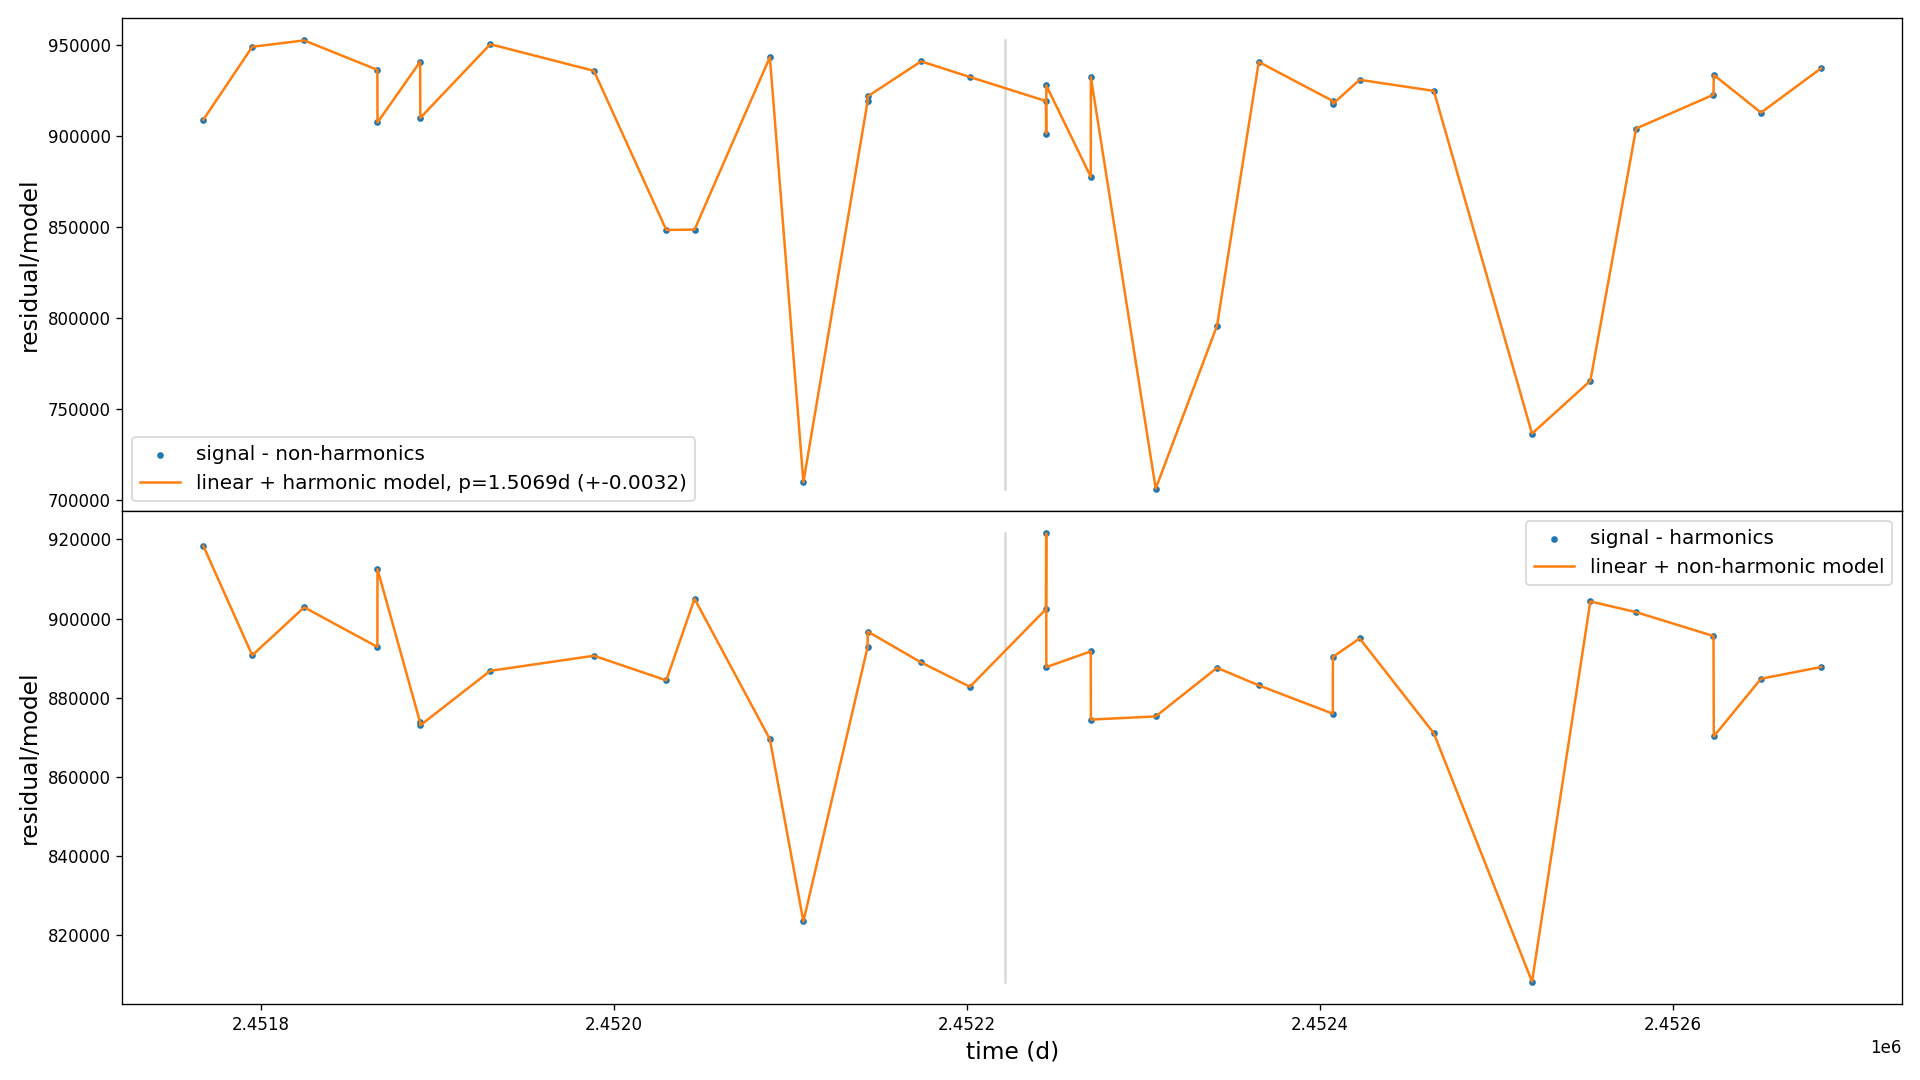 950000
900000
850000
800000
750000
700000
residual/model
signal - non-harmonics
linear + harmonic model, p=1.5069d (+-0.0032)
920000
900000
880000
860000
840000
820000
residual/model
signal - harmonics
linear + non-harmonic model
2.4518
2.4520
2.4522
2.4524
2.4526
time (d)
1e6